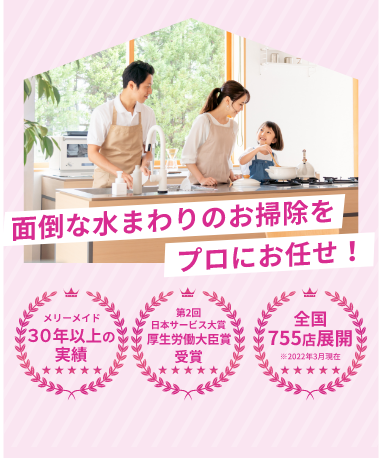 面倒な水まわりのお掃除を
プロにお任せ！
メリーメイド
30年以上の
実績
第2回
日本サービス大賞
厚生労働大臣賞
受賞
全国
755店展開
※2022年3月現在